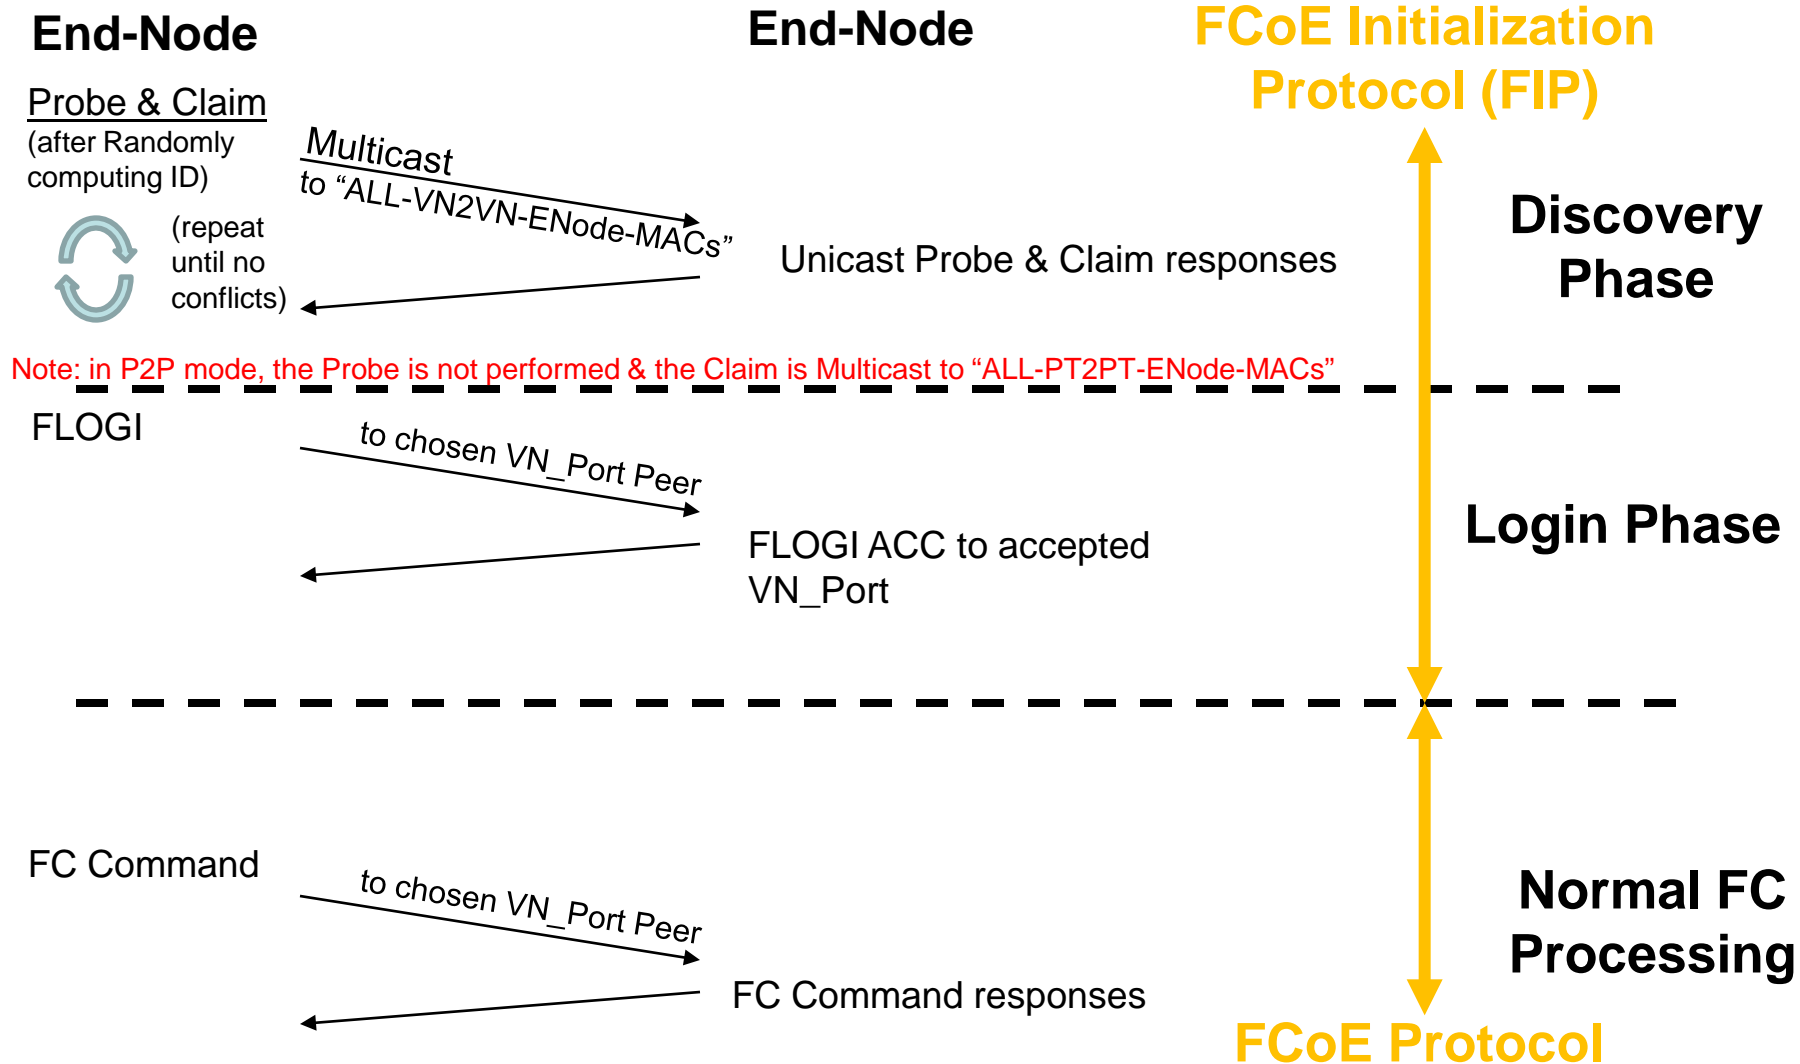 End-Node
End-Node
FCoE Initialization
Protocol (FIP)
Probe & Claim
(after Randomly
computing ID)
(repeat
until no
conflicts)
Multicast
to “ALL-VN2VN-ENode-MACs”
Unicast Probe & Claim responses
Discovery
Phase
Note: in P2P mode, the Probe is not performed & the Claim is Multicast to “ALL-PT2PT-ENode-MACs”
FLOGI
to chosen VN_Port Peer
FLOGI ACC to accepted
VN_Port
Login Phase
FC Command
to chosen VN_Port Peer
FC Command responses
Normal FC
Processing
FCoE Protocol